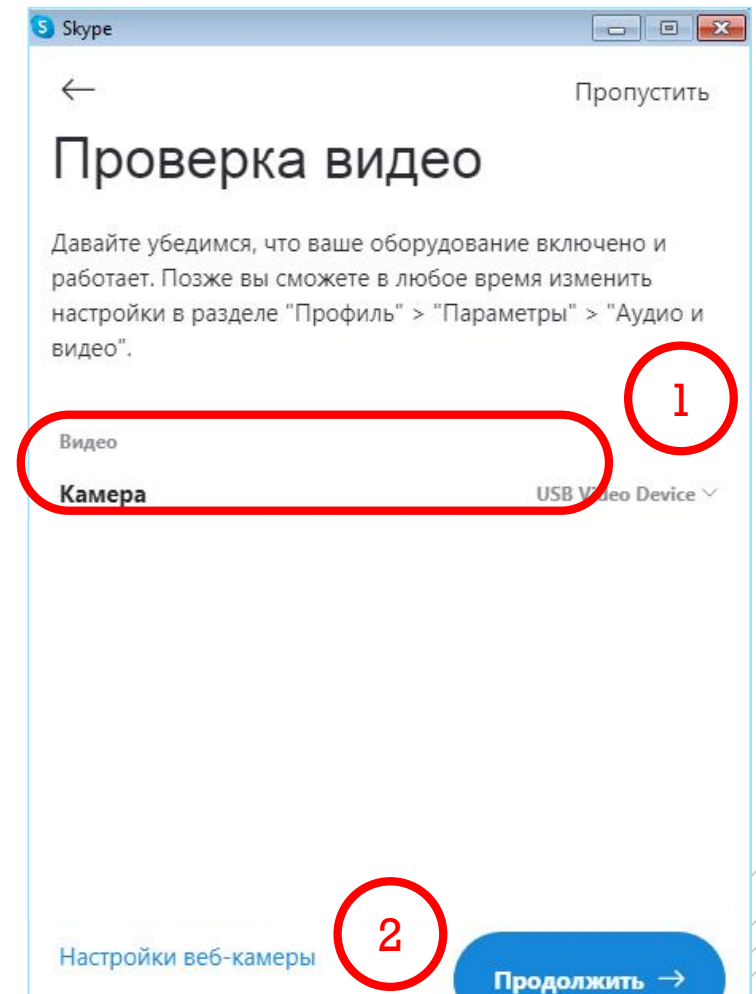 Skype
Пропустить
Проверка видео
Давайте убедимся, что ваше оборудование включено и
работает. Позже вы сможете в любое время изменить
настройки в разделе "Профиль" > "Параметры" > "Аудио и
видео".
1
Видео
Камера USB Video Device
2
Настройки веб-камеры
Продолжить →